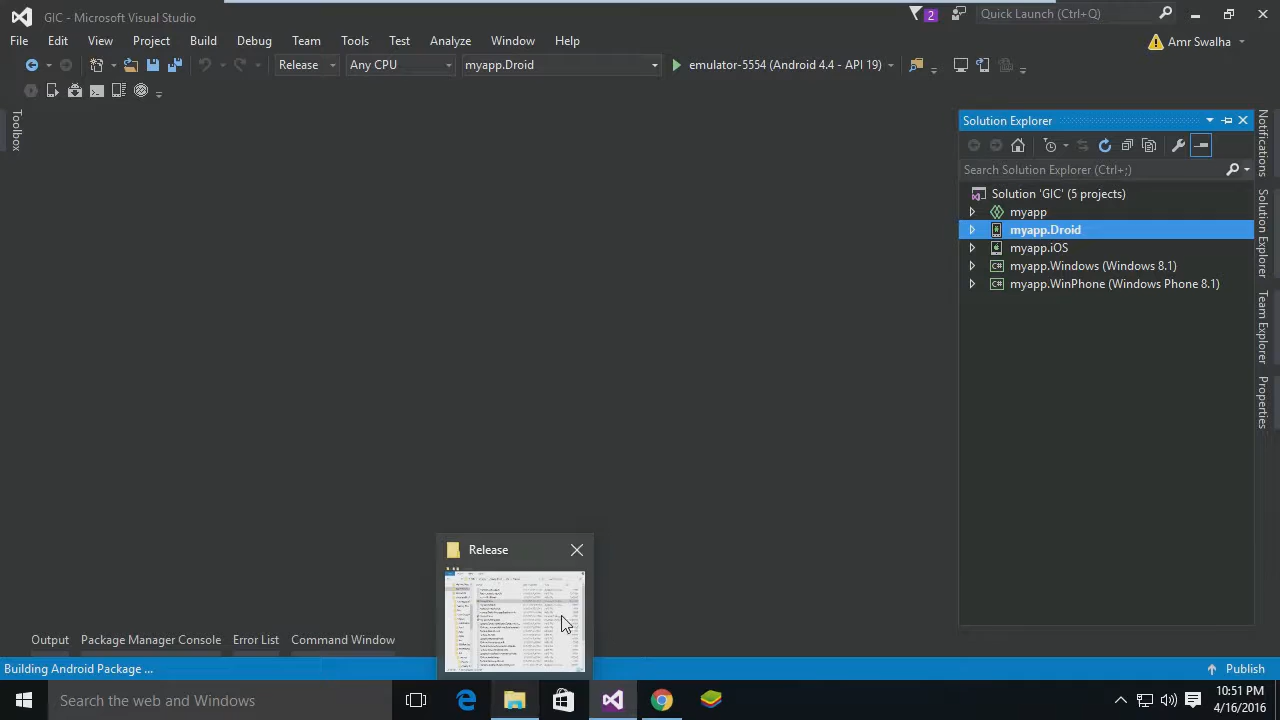 GIC - Microsoft Visual Studio
2
Quick Launch (Ctrl+Q)
File Edit View Project Build Debug Team Tools Test Analyze Window Help
Amr Swalha
Release Any CPU myapp.Droid emulator-5554 (Android 4.4 - API 19)
Toolbox
Solution Explorer
Search Solution Explorer (Ctrl+;)
Solution 'GIC' (5 projects)
myapp
myapp.Droid
myapp.iOS
myapp.Windows (Windows 8.1)
myapp.WinPhone (Windows Phone 8.1)
Notifications
Solution Explorer
Team Explorer
Properties
Release
Package Manager Console
Command Window
Building Android Package
Publish
Search the web and Windows
10:51 PM
4/16/2016